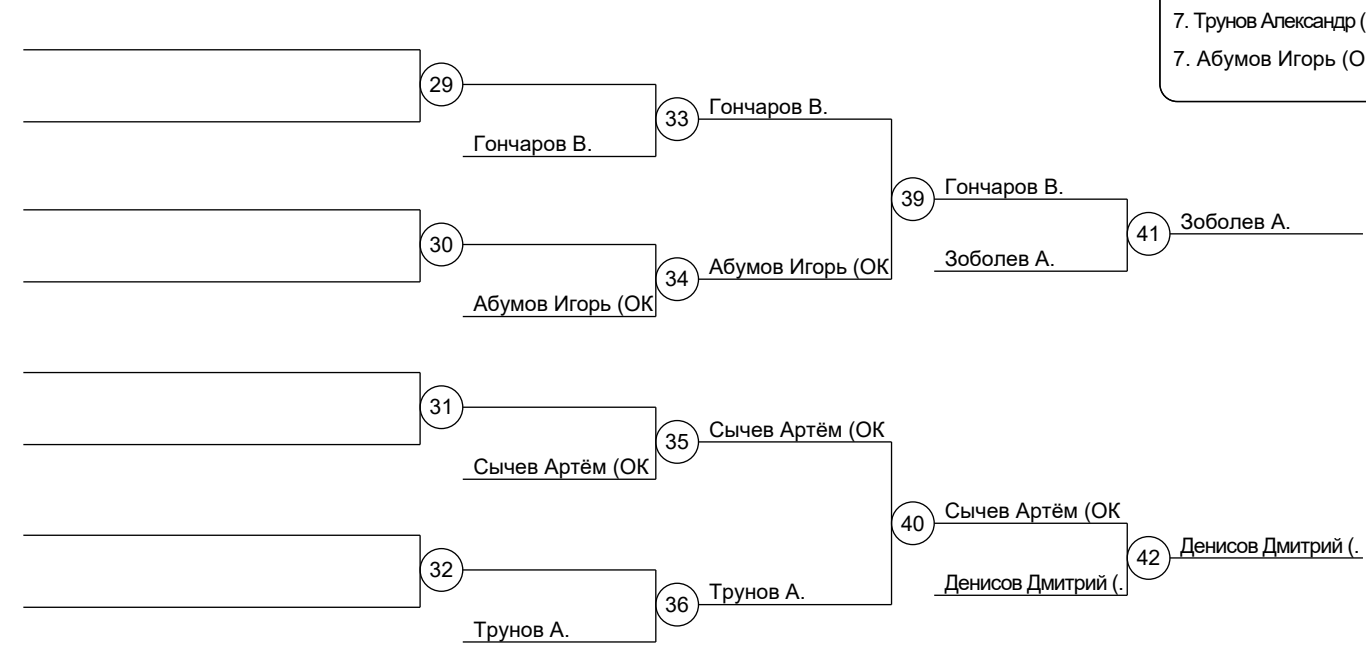 7. Трунов Александр (
7. Абумов Игорь (О
29
Гончаров В.
33
Гончаров В.
30
Абумов Игорь (ОК
34
Абумов Игорь (ОК
39
Гончаров В.
Зоболев А.
41
Зоболев А.
31
Сычев Артём (ОК
35
Сычев Артём (ОК
32
Трунов А.
36
Трунов А.
40
Сычев Артём (ОК
Денисов Дмитрий (.
42
Денисов Дмитрий (.